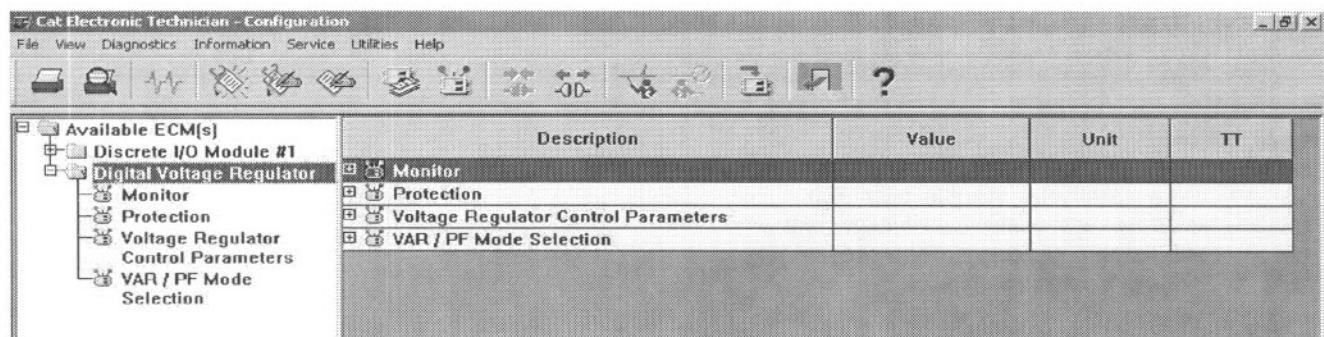 Cat Electronic Technician - Configuration
File View Diagnostics Information Service Utilities Help
Available ECM(s)
Discrete I/O Module #1
Digital Voltage Regulator
Monitor
Protection
Voltage Regulator
Control Parameters
VAR / PF Mode
Selection
Description Value Unit TT
Monitor
Protection
Voltage Regulator Control Parameters
VAR / PF Mode Selection